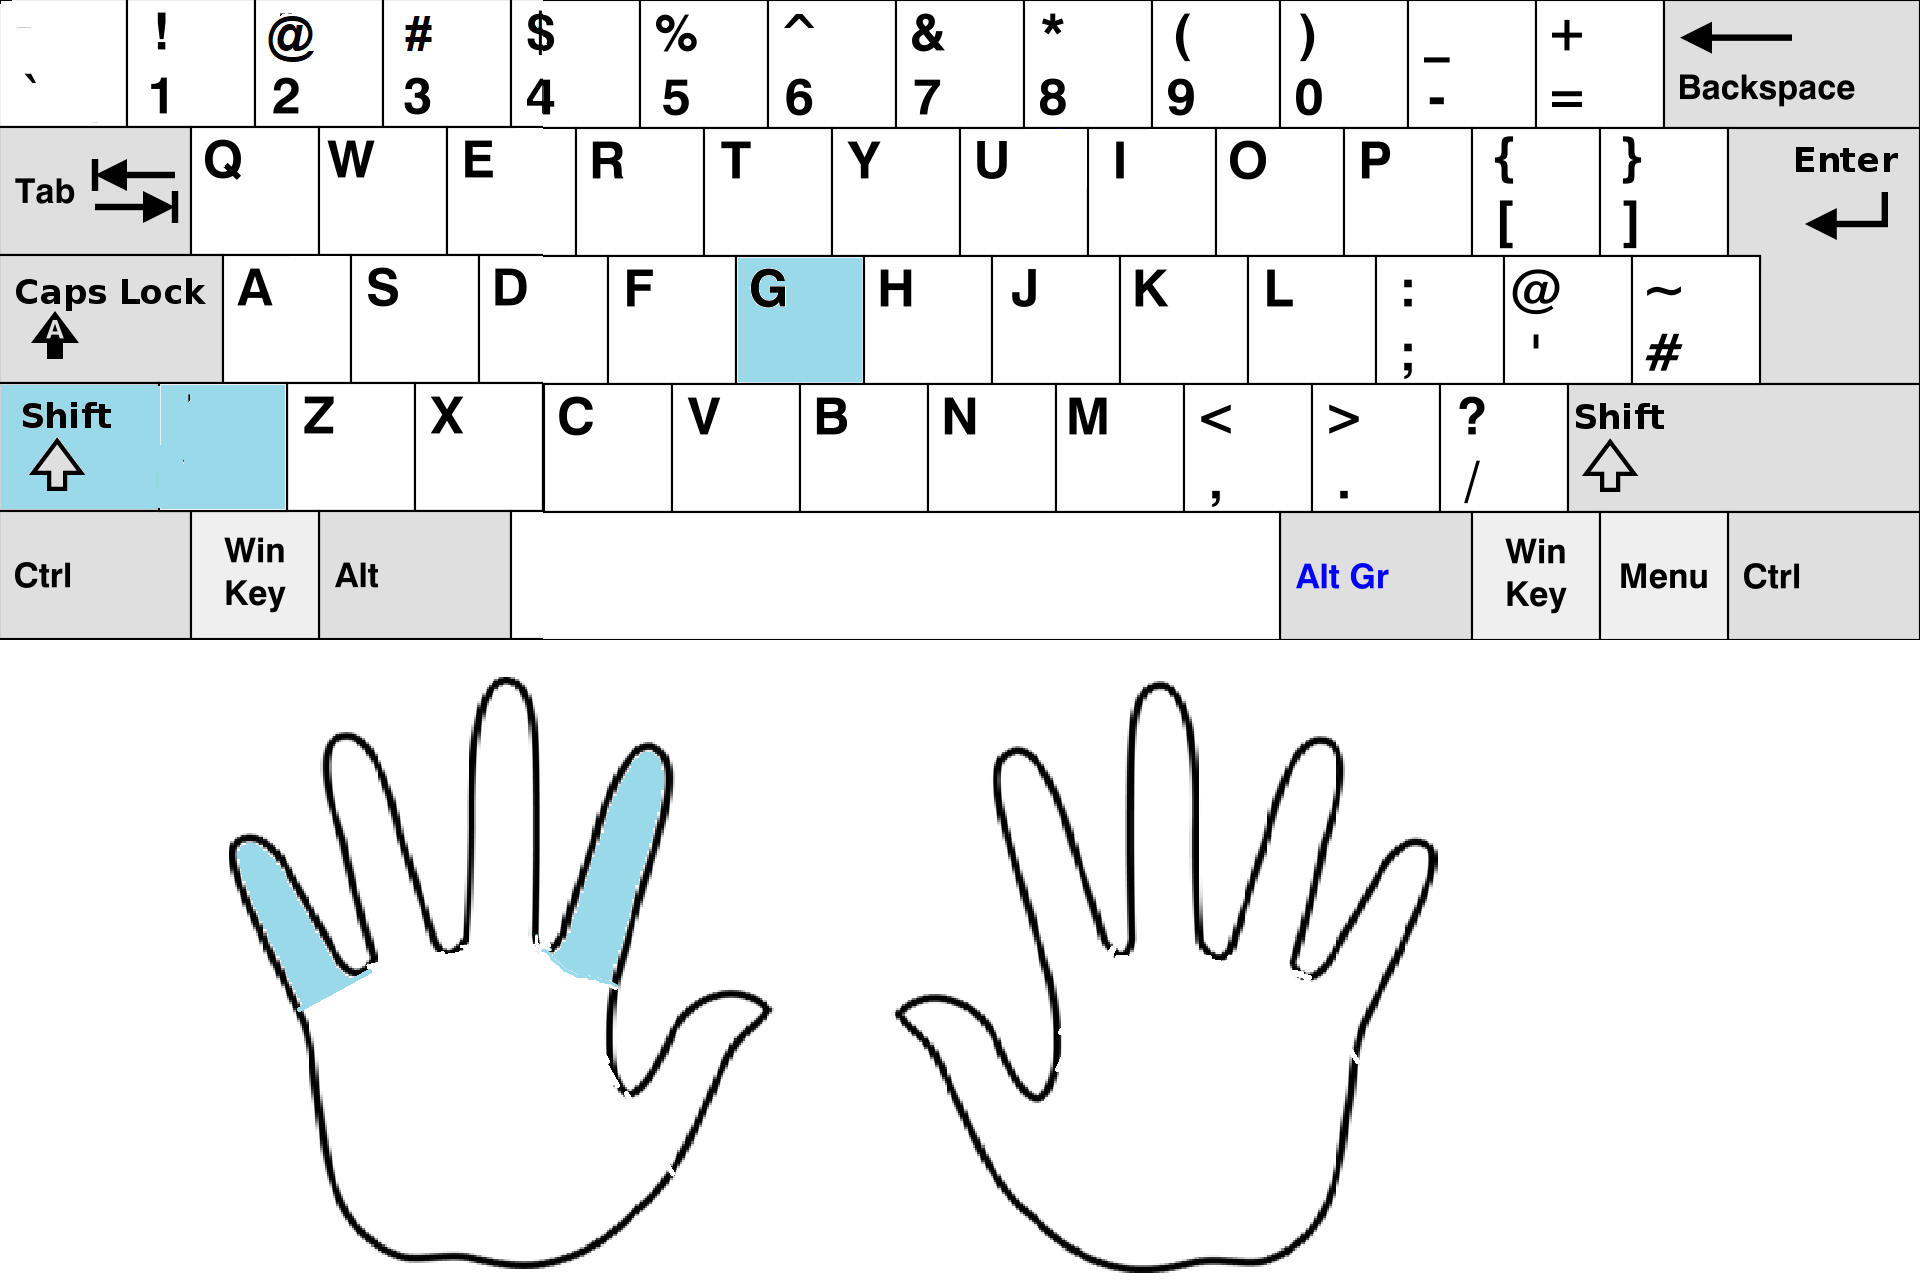 ! @ # $ % ^ & * ( ) _ +
` 1 2 3 4 5 6 7 8 9 0 - = Backspace
Tab Q W E R T Y U I O P { } Enter
[ ]
Caps Lock A S D F G H J K L : @ ~
A ; ' #
Shift Z X C V B N M < > ? Shift
, . /
Ctrl Win Key Alt Alt Gr Win Key Menu Ctrl